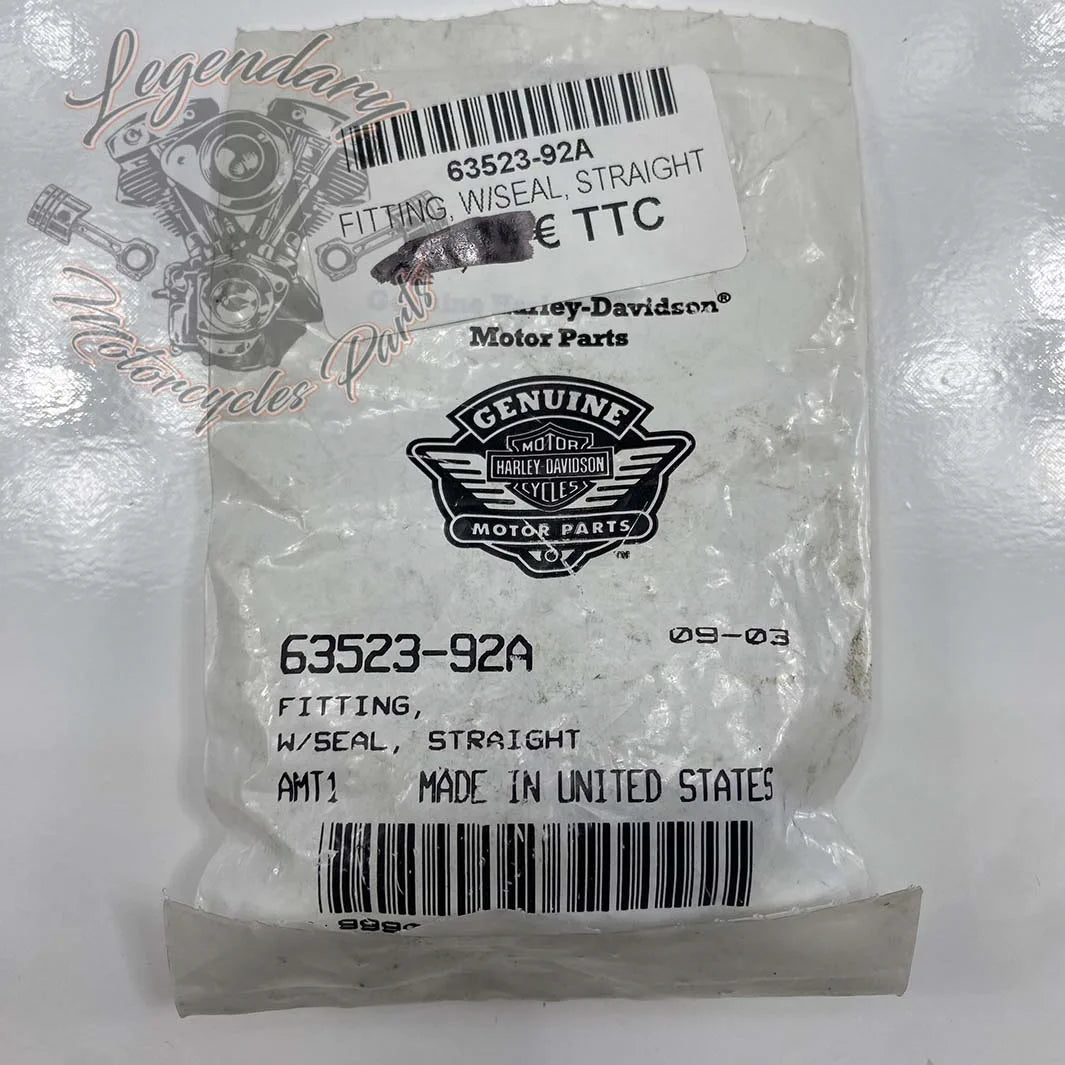 Legendary
Motorcycles Parts
63523-92A
FITTING, W/SEAL, STRAIGHT
€ TTC
Genuine Harley-Davidson®
Motor Parts
GENUINE
MOTOR
HARLEY-DAVIDSON
CYCLES
MOTOR PARTS
63523-92A
09-03
FITTING,
W/SEAL, STRAIGHT
AMT1 MADE IN UNITED STATES